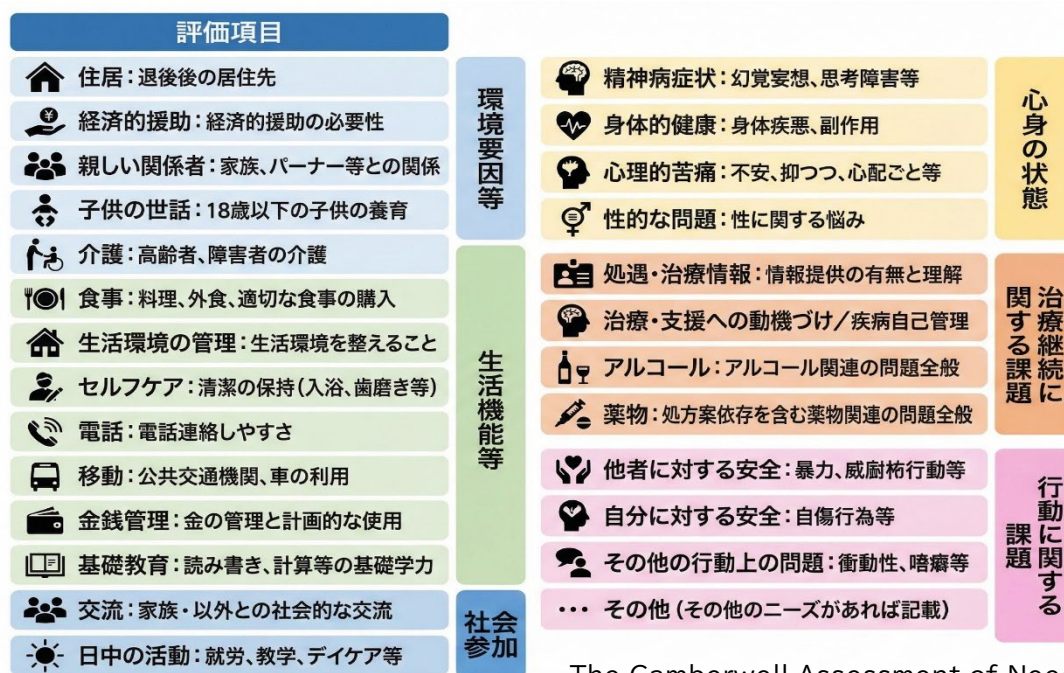 評価項目
住居：退後後の居住先
経済的援助：経済的援助の必要性
親しい関係者：家族、パーナー等との関係
子供の世話：18歳以下の子供の養育
介護：高齢者、障害者の介護
環境要因等
食事：料理、外食、適切な食事の購入
生活環境の管理：生活環境を整えること
セルフケア：清潔の保持（入浴、歯磨き等）
電話：電話連絡しやすさ
移動：公共交通機関、車の利用
金銭管理：金の管理と計画的な使用
基礎教育：読み書き、計算等の基礎学力
生活機能等
交流：家族・以外との社会的な交流
日中の活動：就労、教学、デイケア等
社会
参加
精神病症状：幻覚妄想、思考障害等
身体的健康：身体疾悪、副作用
心理的苦痛：不安、抑つつ、心配ごと等
性的な問題：性に関する悩み
心身の状態
処遇・治療情報：情報提供の有無と理解
治療・支援への動機づけ／疾病自己管理
アルコール：アルコール関連の問題全般
薬物：処方案依存を含む薬物関連の問題全般
治療継続に
関する課題
他者に対する安全：暴力、威㕑栫行動等
自分に対する安全：自傷行為等
その他の行動上の問題：衝動性、嗜癖等
… その他（その他のニーズがあれば記載）
行動に関する
課題
The Camberwell Assessment of Nee